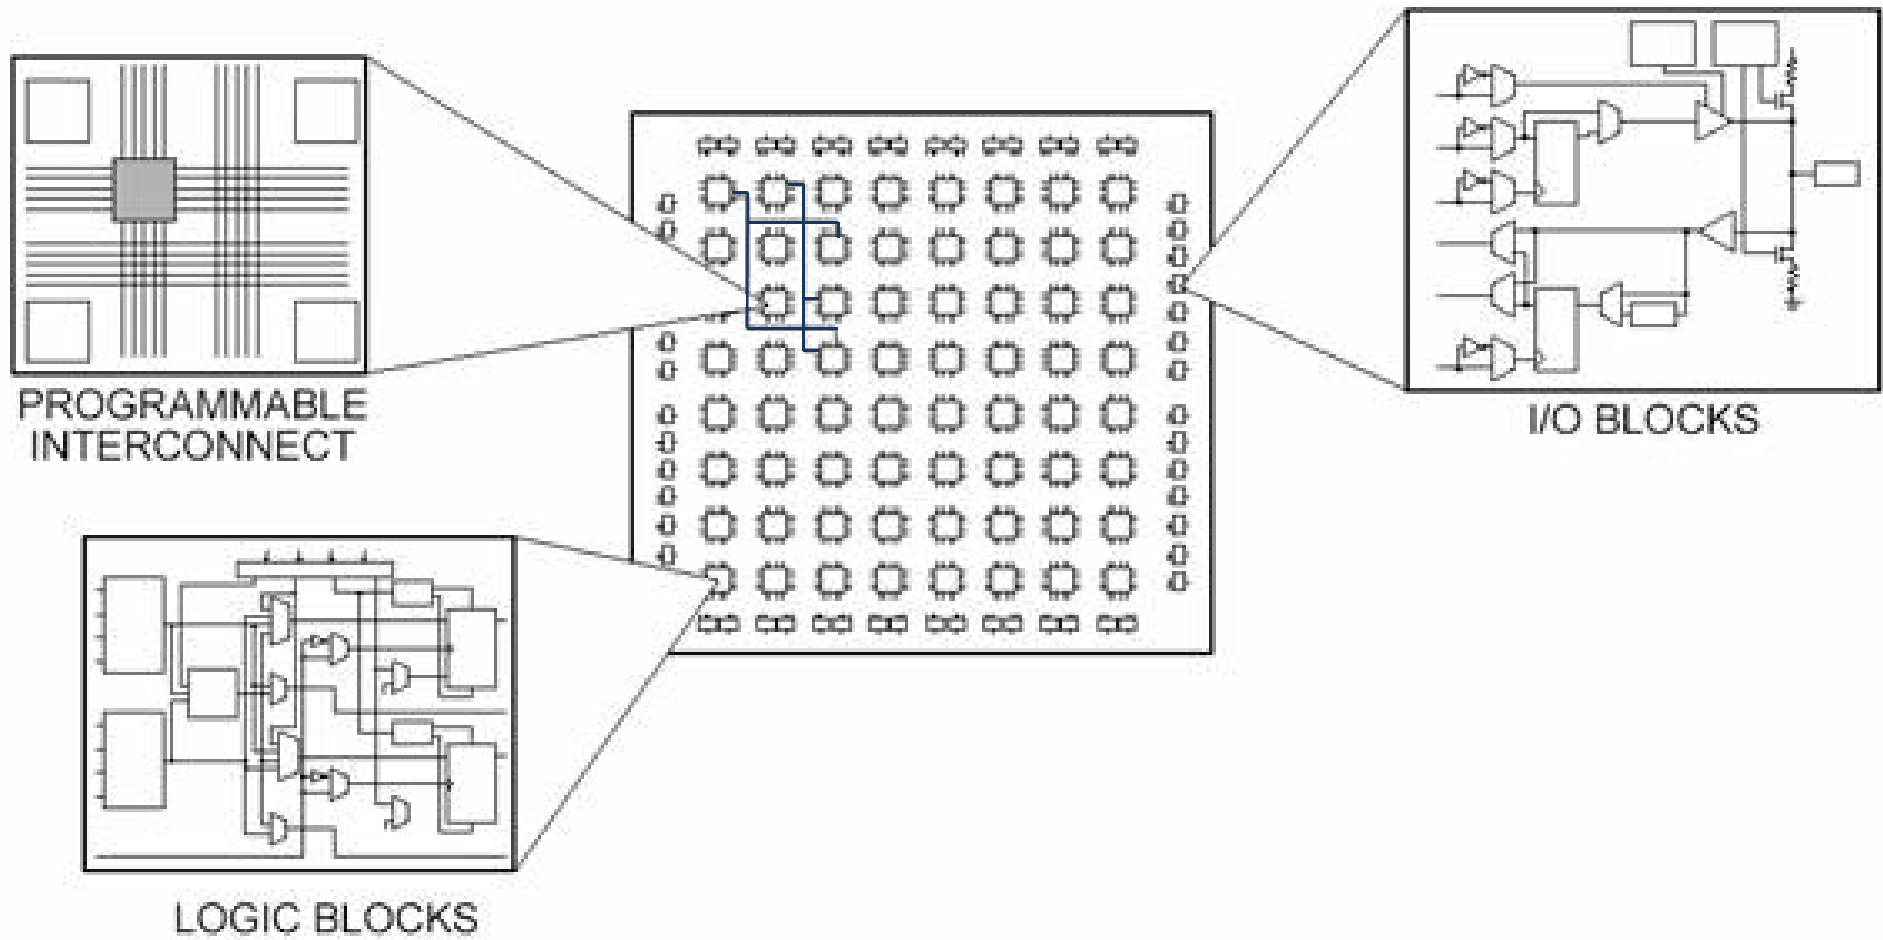 PROGRAMMABLE
INTERCONNECT
I/O BLOCKS
LOGIC BLOCKS